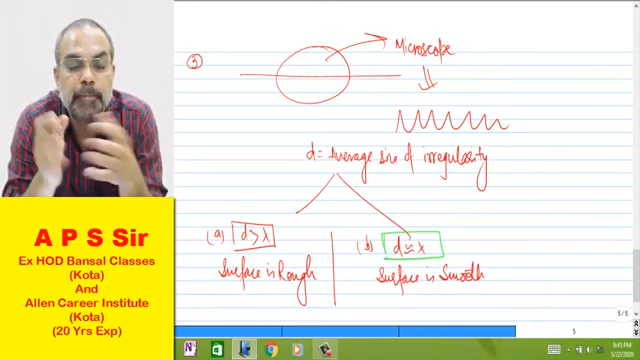 ③
Microscope
d = Average size of irregularity
(a) d > λ
Surface is Rough
(b) d ≃ λ
Surface is Smooth
A P S Sir
Ex HOD Bansal Classes
(Kota)
And
Allen Career Institute
(Kota)
(20 Yrs Exp)
5/5
5
9:45 PM
5/22/2020